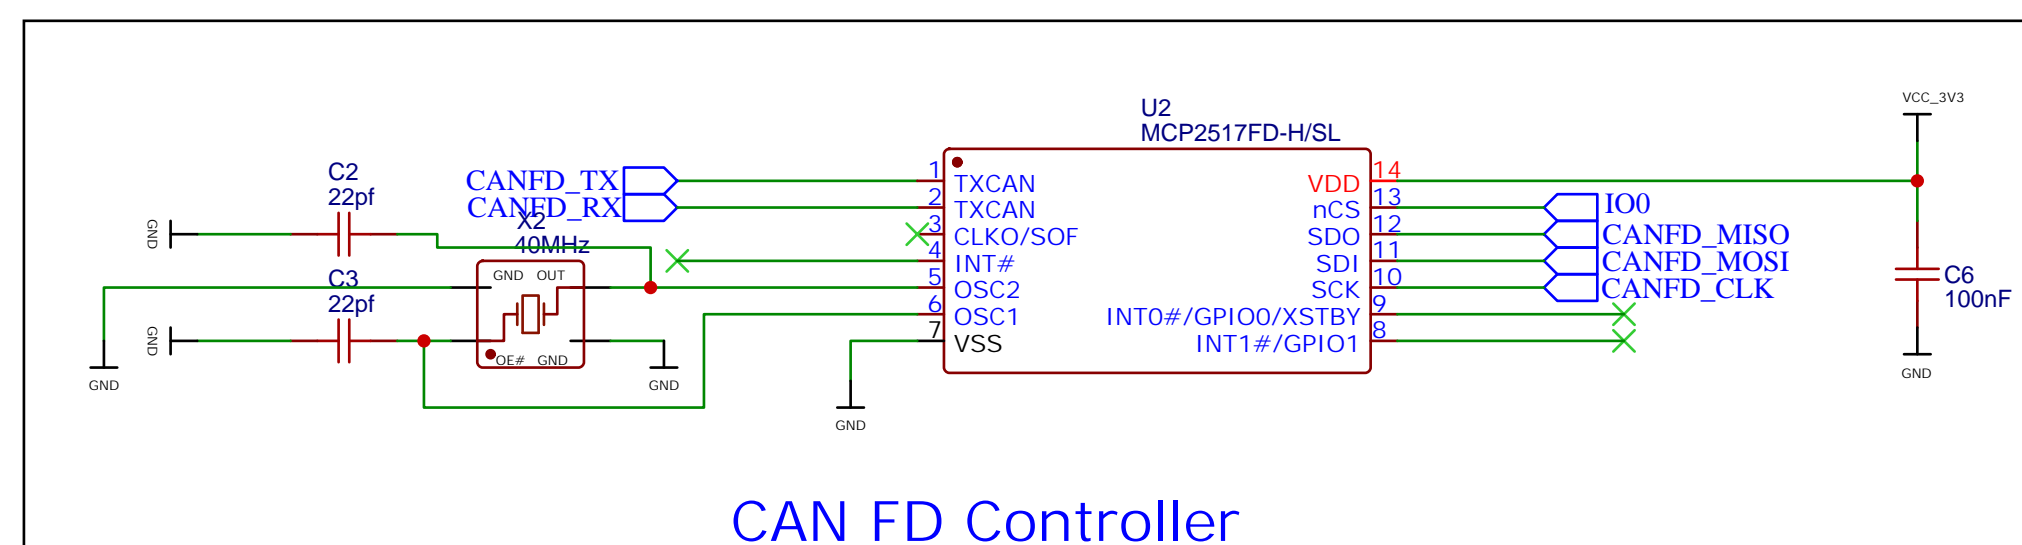 VCC_3V3
U2
MCP2517FD-H/SL
C2
22pf
CANFD_TX
CANFD_RX
X2
40MHz
GND
GND OUT
OE# GND
C3
22pf
GND
GND
GND
GND
1
2
3
4
5
6
7
TXCAN
TXCAN
CLKO/SOF
INT#
OSC2
OSC1
VSS
VDD
nCS
SDO
SDI
SCK
INT0#/GPIO0/XSTBY
INT1#/GPIO1
14
13
12
11
10
9
8
IO0
CANFD_MISO
CANFD_MOSI
CANFD_CLK
C6
100nF
GND
CAN FD Controller